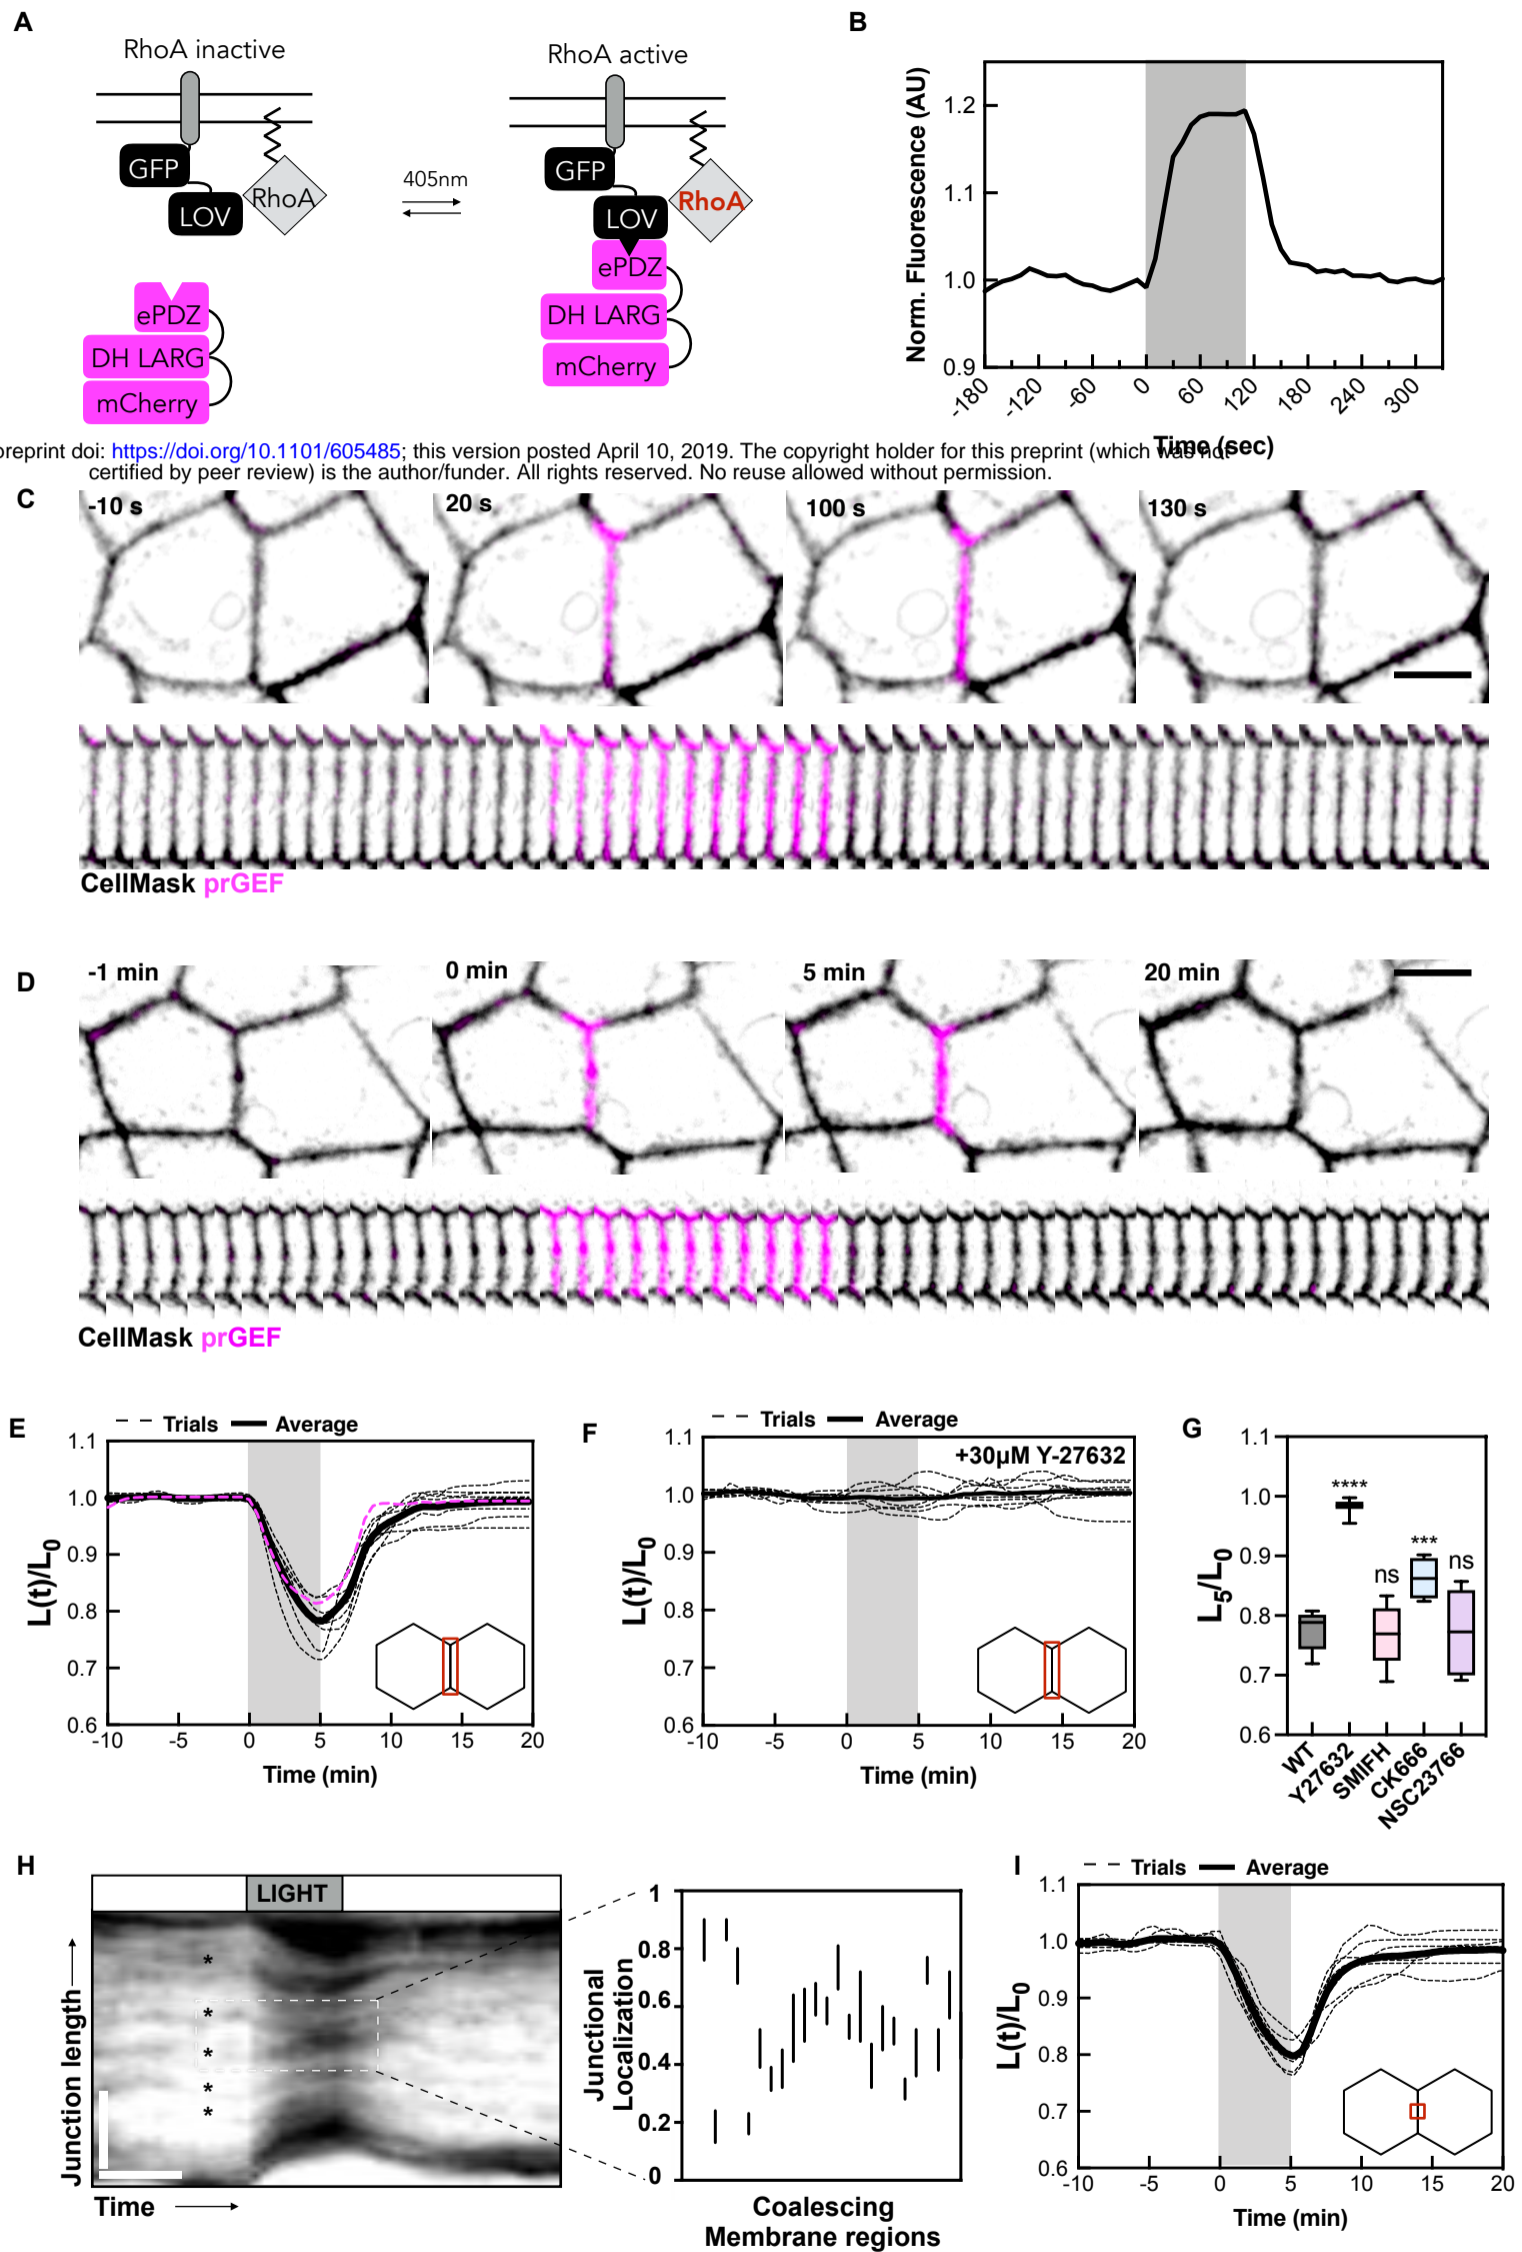 A
RhoA inactive
GFP
LOV
RhoA
ePDZ
DH LARG
mCherry
405nm
RhoA active
GFP
LOV
RhoA
ePDZ
DH LARG
mCherry
B
Norm. Fluorescence (AU)
1.2
1.1
1.0
0.9
-180 -120 -60 0 60 120 180 240 300
Time (sec)
preprint doi: https://doi.org/10.1101/605485; this version posted April 10, 2019. The copyright holder for this preprint (which was not
certified by peer review) is the author/funder. All rights reserved. No reuse allowed without permission.
C
-10 s 20 s 100 s 130 s
CellMask prGEF
D
-1 min 0 min 5 min 20 min
CellMask prGEF
E
Trials Average
L(t)/L0
1.1
1.0
0.9
0.8
0.7
0.6
-10 -5 0 5 10 15 20
Time (min)
F
Trials Average
+30µM Y-27632
L(t)/L0
1.1
1.0
0.9
0.8
0.7
0.6
-10 -5 0 5 10 15 20
Time (min)
G
L5/L0
1.1
1.0
0.9
0.8
0.7
0.6
****
ns
***
ns
WT
Y27632
SMIFH
CK666
NSC23766
H
LIGHT
Junction length
*
*
*
*
*
Time
Junctional
Localization
1
0.8
0.6
0.4
0.2
0
Coalescing
Membrane regions
I
Trials Average
L(t)/L0
1.1
1.0
0.9
0.8
0.7
0.6
-10 -5 0 5 10 15 20
Time (min)